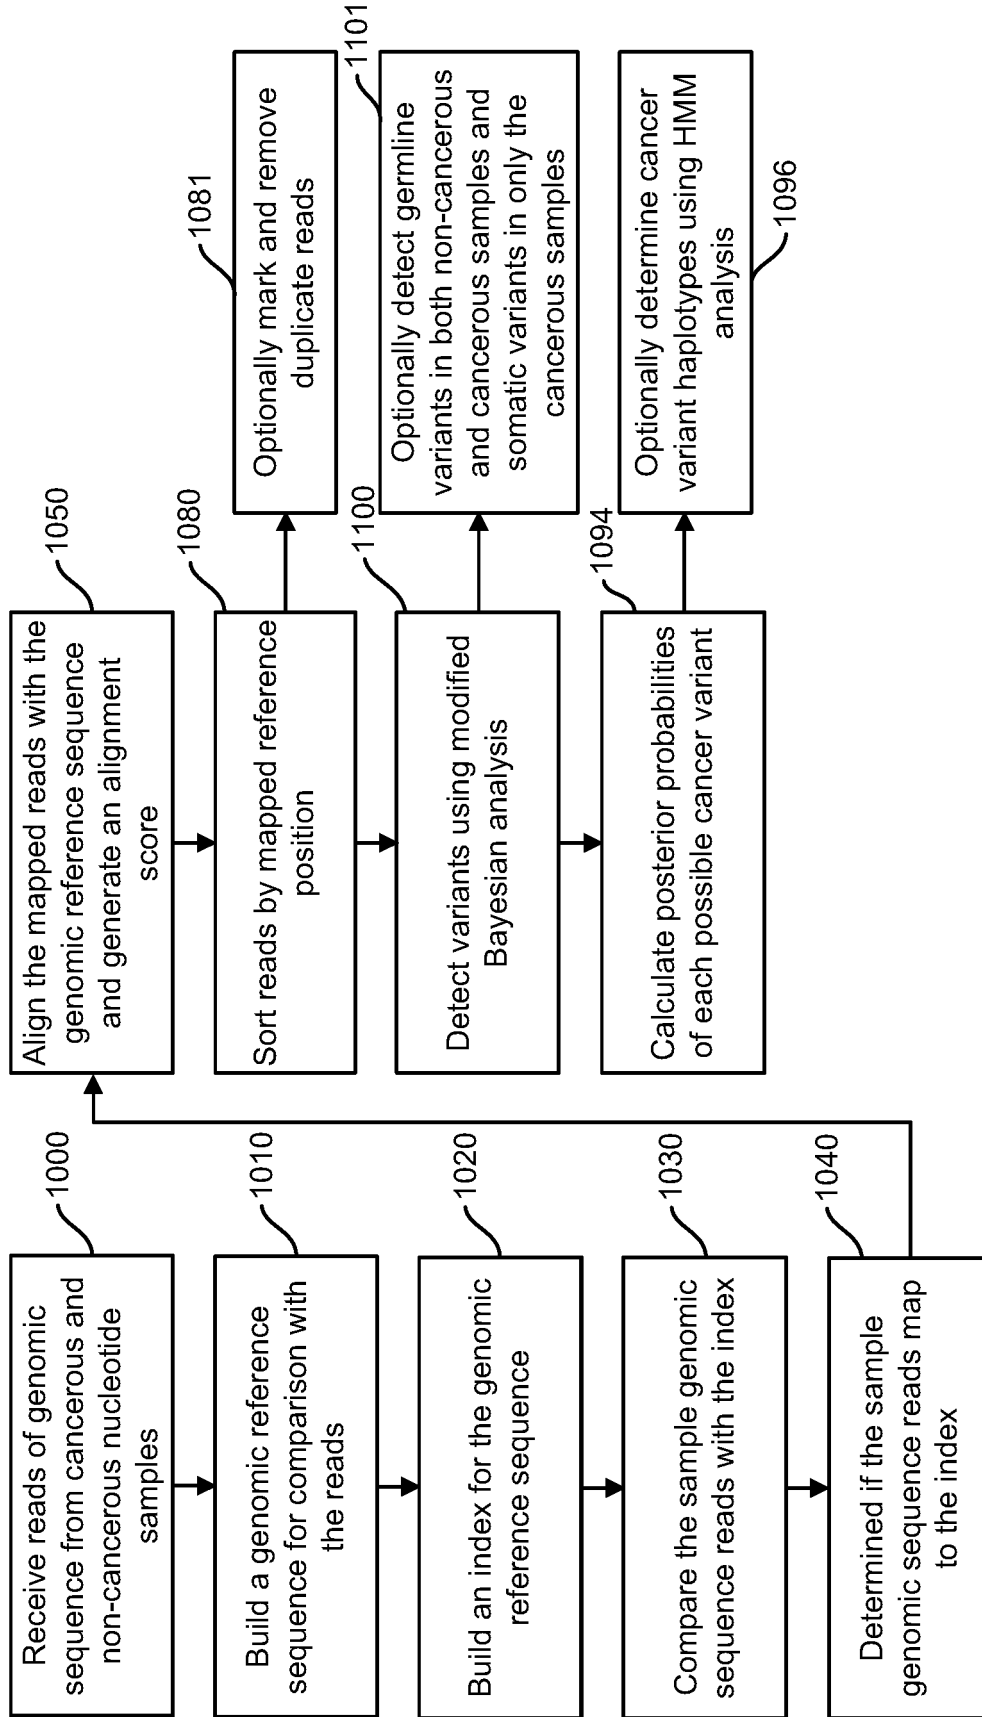 Receive reads of genomic
sequence from cancerous and
non-cancerous nucleotide
samples
1000
Build a genomic reference
sequence for comparison with
the reads
1010
Build an index for the genomic
reference sequence
1020
Compare the sample genomic
sequence reads with the index
1030
Determined if the sample
genomic sequence reads map
to the index
1040
Align the mapped reads with the
genomic reference sequence
and generate an alignment
score
1050
Sort reads by mapped reference
position
1080
Optionally mark and remove
duplicate reads
1081
Detect variants using modified
Bayesian analysis
1100
Optionally detect germline
variants in both non-cancerous
and cancerous samples and
somatic variants in only the
cancerous samples
1101
Calculate posterior probabilities
of each possible cancer variant
1094
Optionally determine cancer
variant haplotypes using HMM
analysis
1096